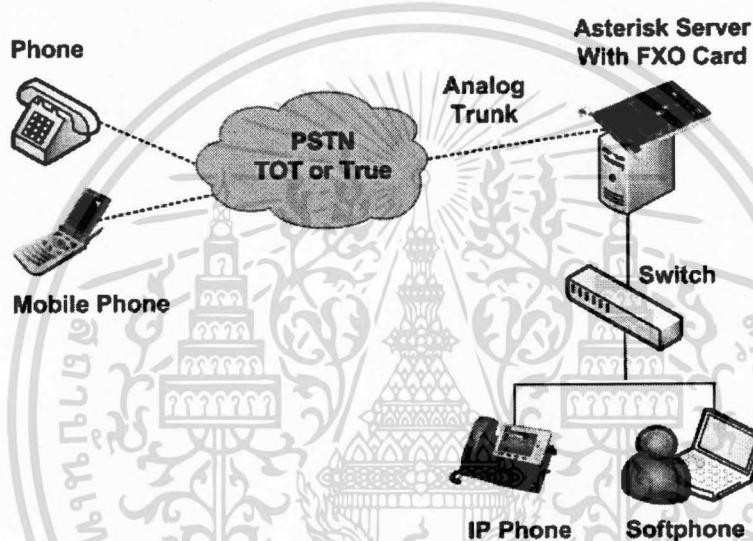 Phone
Asterisk Server
With FXO Card
Analog
Trunk
PSTN
TOT or True
Mobile Phone
Switch
IP Phone
Softphone